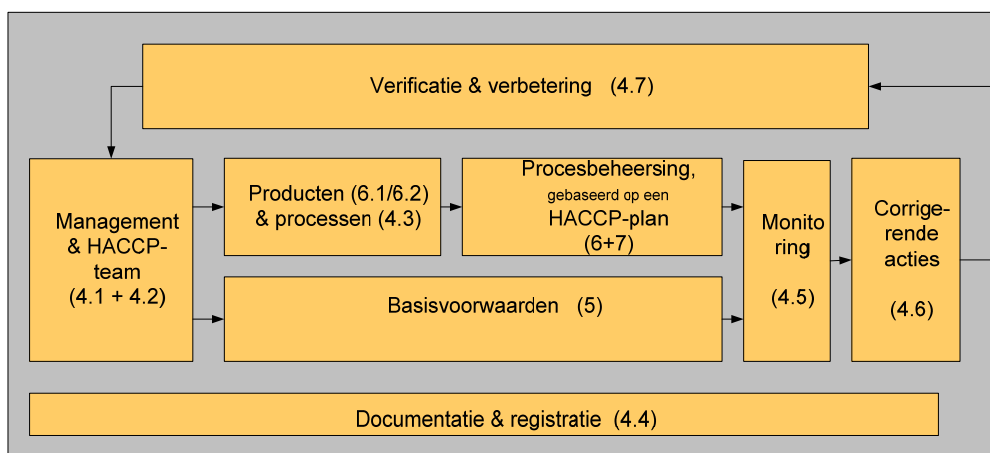 Verificatie & verbetering (4.7)
Management
& HACCP-
team
(4.1 + 4.2)
Producten (6.1/6.2)
& processen (4.3)
Procesbeheersing,
gebaseerd op een
HACCP-plan
(6+7)
Basisvoorwaarden (5)
Monito
ring
(4.5)
Corrige-
rende
acties
(4.6)
Documentatie & registratie (4.4)